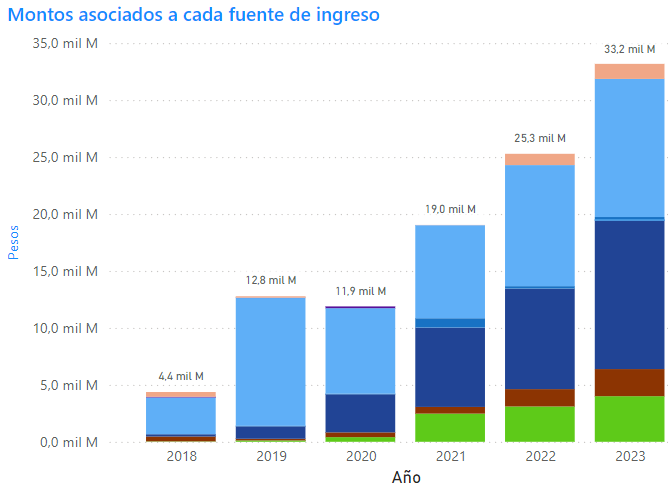 Montos asociados a cada fuente de ingreso
35,0 mil M
30,0 mil M
25,0 mil M
20,0 mil M
15,0 mil M
10,0 mil M
5,0 mil M
0,0 mil M
Pesos
4,4 mil M
12,8 mil M
11,9 mil M
19,0 mil M
25,3 mil M
33,2 mil M
2018 2019 2020 2021 2022 2023
Año